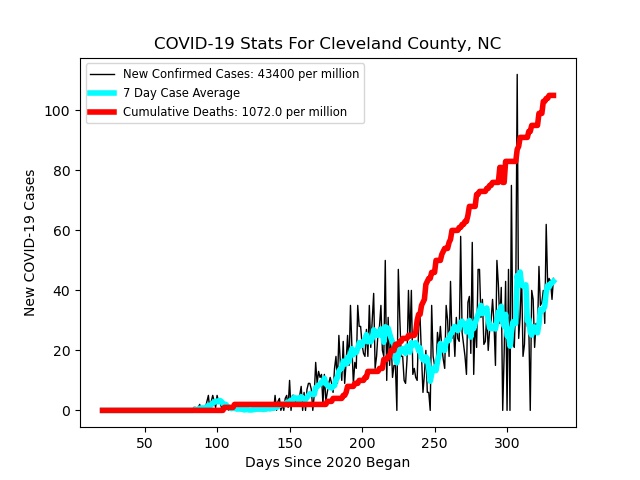 COVID-19 Stats For Cleveland County, NC
New Confirmed Cases: 43400 per million
7 Day Case Average
Cumulative Deaths: 1072.0 per million
New COVID-19 Cases
100
80
60
40
20
0
50
100
150
200
250
300
Days Since 2020 Began